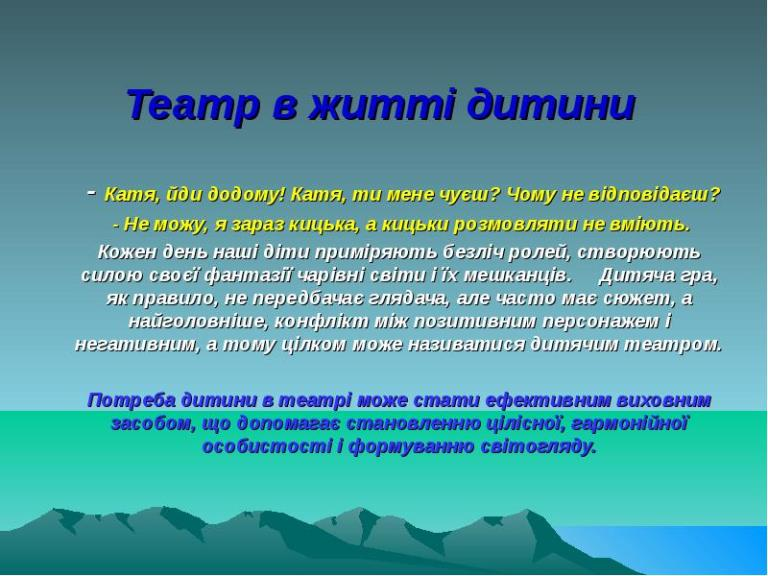 Театр в житті дитини
- Катя, йди додому! Катя, ти мене чуєш? Чому не відповідаєш?
- Не можу, я зараз кицька, а кицьки розмовляти не вміють.
Кожен день наші діти приміряють безліч ролей, створюють
силою своєї фантазії чарівні світи і їх мешканців. Дитяча гра,
як правило, не передбачає глядача, але часто має сюжет, а
найголовніше, конфлікт між позитивним персонажем і
негативним, а тому цілком може називатися дитячим театром.
Потреба дитини в театрі може стати ефективним виховним
засобом, що допомагає становленню цілісної, гармонійної
особистості і формуванню світогляду.